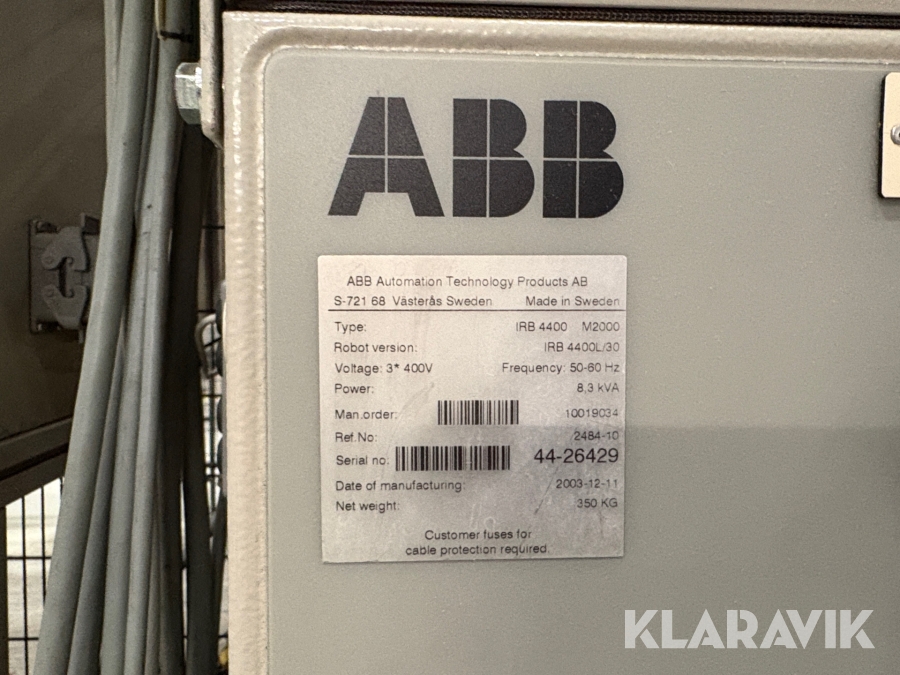 ABB
ABB Automation Technology Products AB
S-721 68 Västerås Sweden Made in Sweden
Type: IRB 4400 M2000
Robot version: IRB 4400L/30
Voltage: 3* 400V Frequency: 50-60 Hz
Power: 8,3 kVA
Man.order: 10019034
Ref.No: 2484-10
Serial no: 44-26429
Date of manufacturing: 2003-12-11
Net weight: 350 KG
Customer fuses for
cable protection required.
KLARAVIK